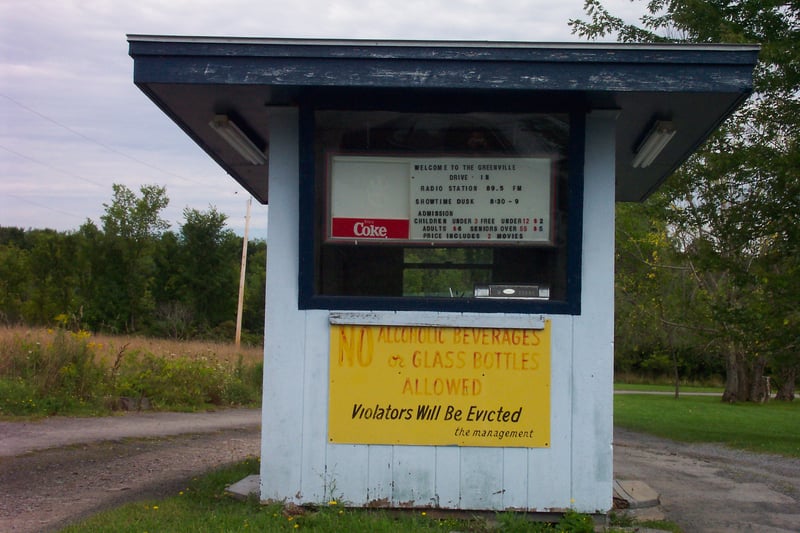 WELCOME TO THE GREENVILLE
DRIVE - IN
RADIO STATION 89.5 FM
SHOWTIME DUSK 8:30 - 9
ADMISSION
CHILDREN UNDER 3 FREE UNDER 12 $2
ADULTS $6 SENIORS OVER 55 $5
PRICE INCLUDES 2 MOVIES
Coke
NO ALCOHOLIC BEVERAGES
or GLASS BOTTLES
ALLOWED
Violators Will Be Evicted
the management